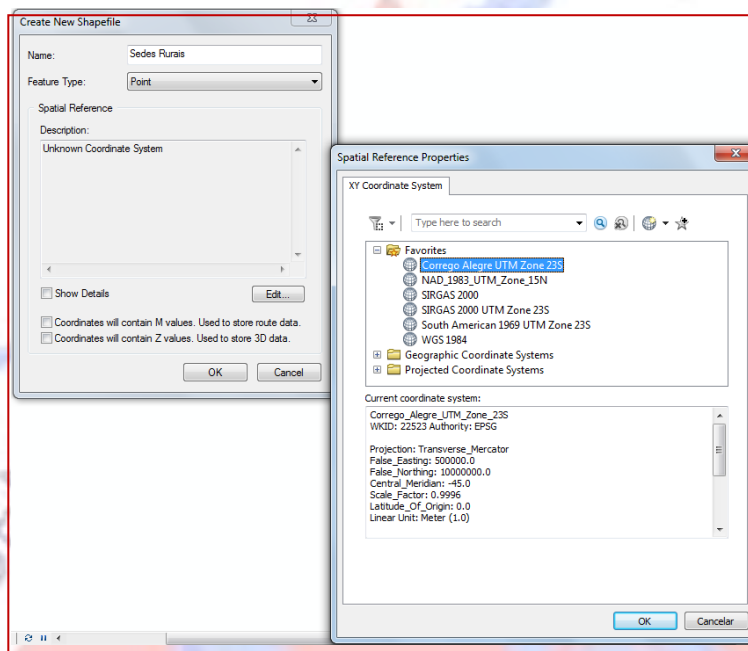 Create New Shapefile
Name:
Sedes Rurais
Feature Type:
Point
Spatial Reference
Description:
Unknown Coordinate System
Show Details
Edit...
Coordinates will contain M values. Used to store route data.
Coordinates will contain Z values. Used to store 3D data.
OK
Cancel
Spatial Reference Properties
XY Coordinate System
Type here to search
Favorites
Corrego Alegre UTM Zone 23S
NAD_1983_UTM_Zone_15N
SIRGAS 2000
SIRGAS 2000 UTM Zone 23S
South American 1969 UTM Zone 23S
WGS 1984
Geographic Coordinate Systems
Projected Coordinate Systems
Current coordinate system:
Corrego_Alegre_UTM_Zone_23S
WKID: 22523 Authority: EPSG
Projection: Transverse_Mercator
False_Easting: 500000.0
False_Northing: 10000000.0
Central_Meridian: -45.0
Scale_Factor: 0.9996
Latitude_Of_Origin: 0.0
Linear Unit: Meter (1.0)
OK
Cancelar